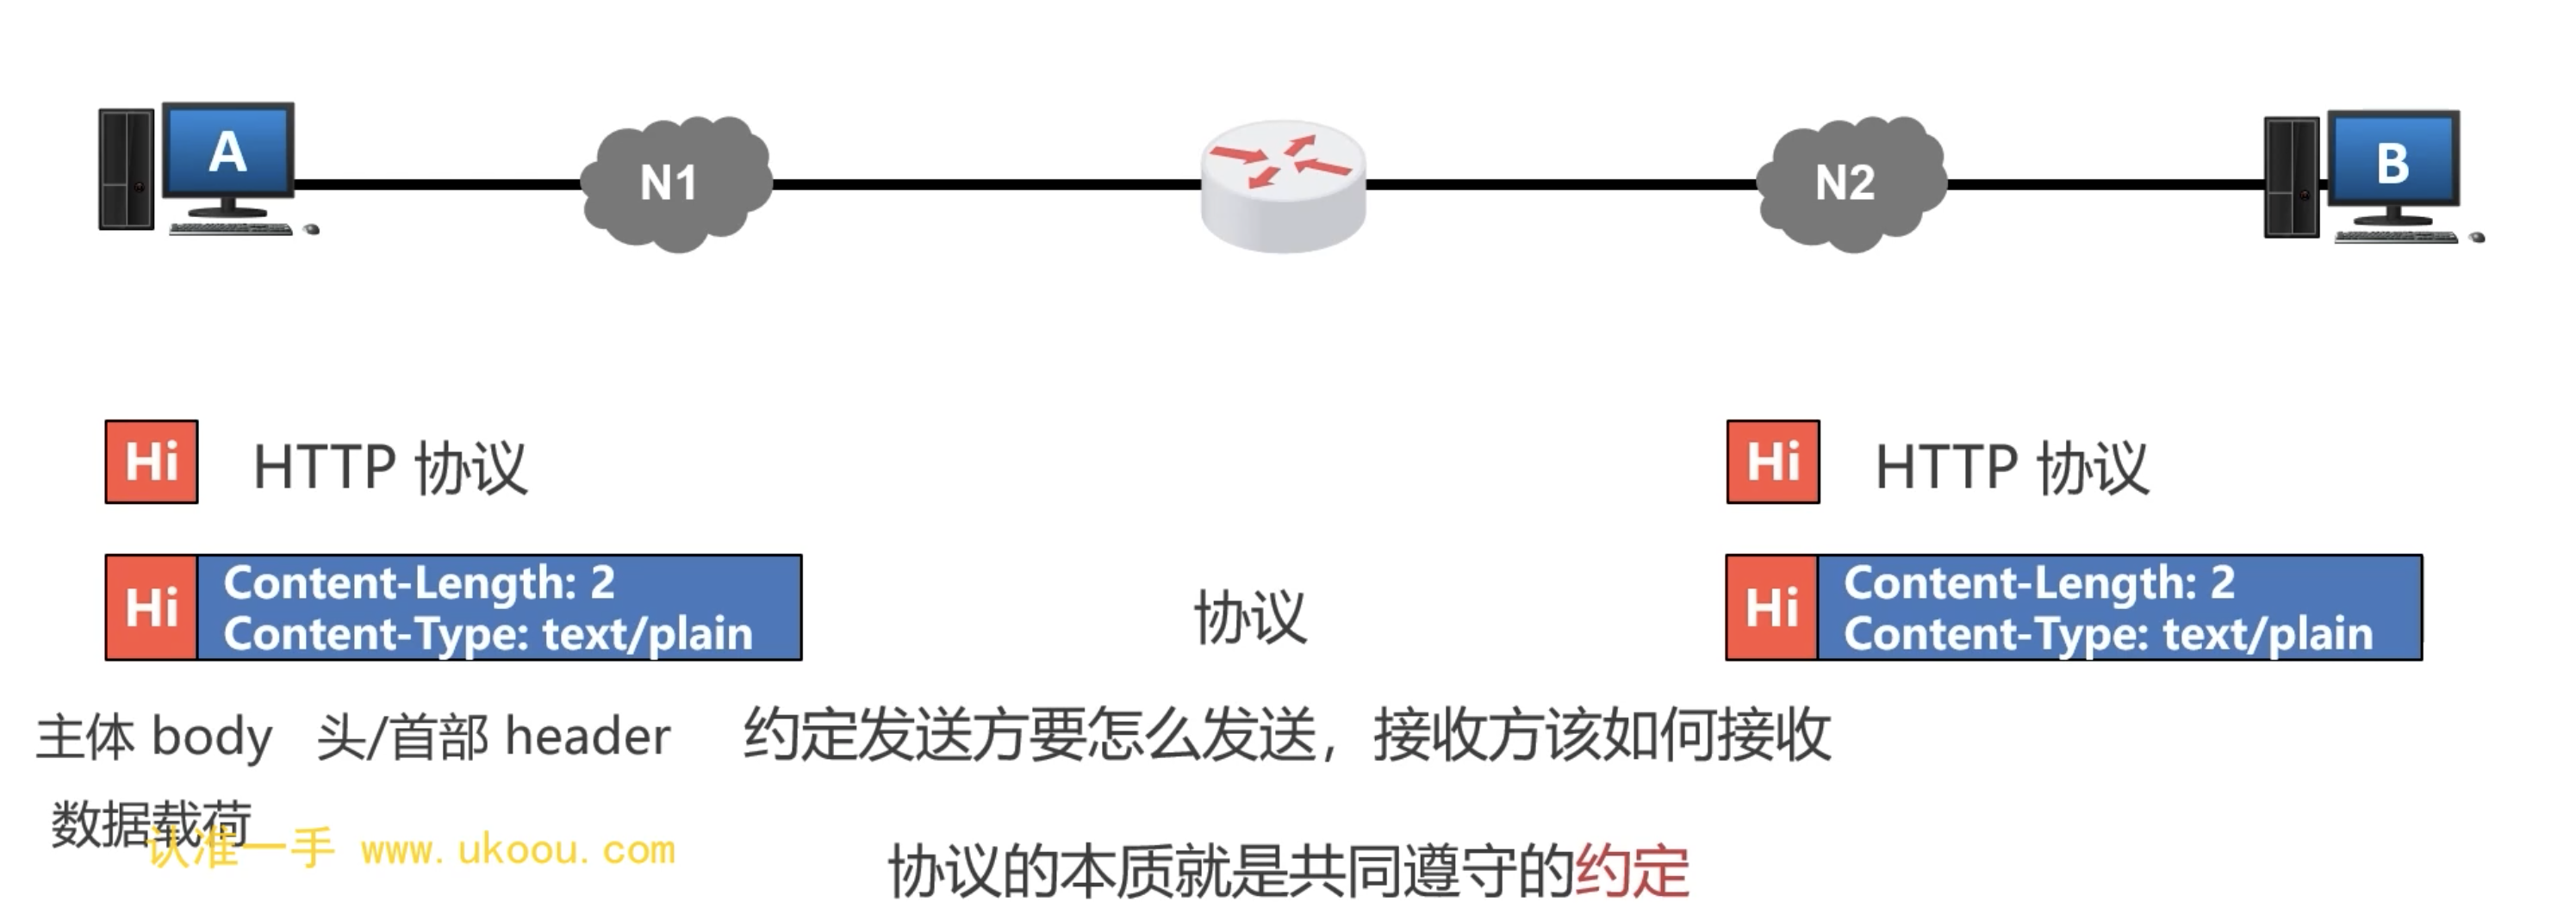 A
N1
N2
B
Hi HTTP 协议
Hi HTTP 协议
Hi Content-Length: 2
Content-Type: text/plain
协议
Hi Content-Length: 2
Content-Type: text/plain
主体 body 头/首部 header 约定发送方要怎么发送，接收方该如何接收
数据载荷
认准一手 www.ukoou.com
协议的本质就是共同遵守的约定